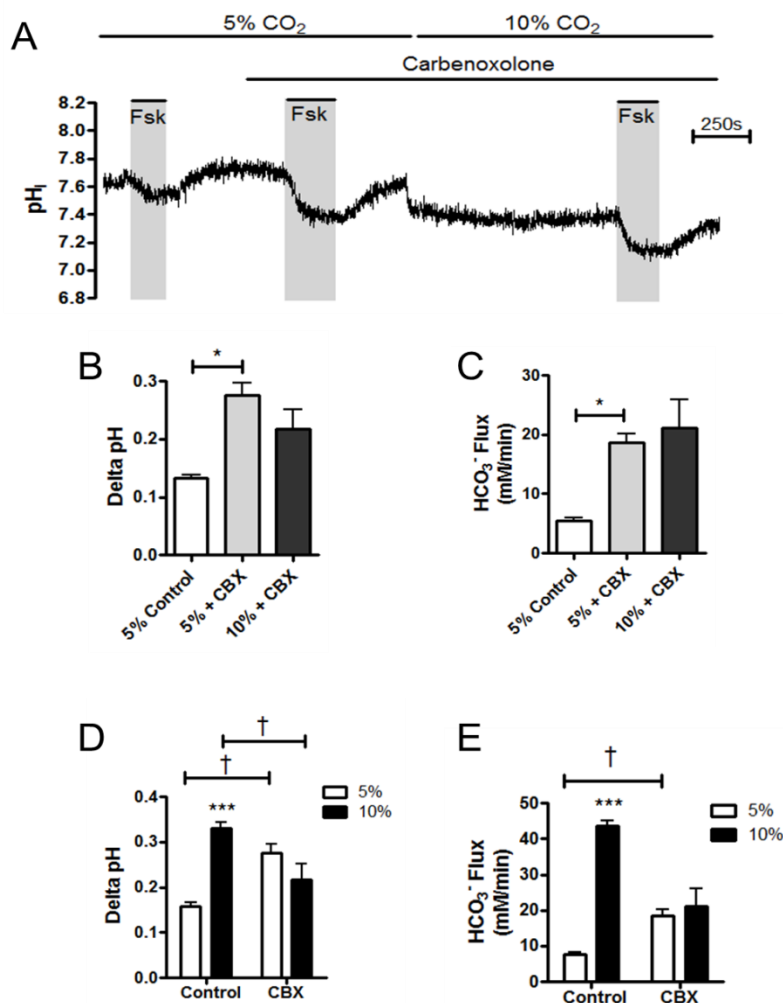 A
5% CO₂ 10% CO₂
Carbenoxolone
8.2
8.0
7.8
7.6
7.4
7.2
7.0
6.8
pHᵢ
Fsk Fsk Fsk
250s
B
*
0.3
0.2
0.1
0.0
Delta pH
5% Control 5% + CBX 10% + CBX
C
*
30
20
10
0
HCO₃⁻ Flux
(mM/min)
5% Control 5% + CBX 10% + CBX
D
†
†
***
5%
10%
0.4
0.3
0.2
0.1
0.0
Delta pH
Control CBX
E
†
***
5%
10%
50
40
30
20
10
0
HCO₃⁻ Flux
(mM/min)
Control CBX